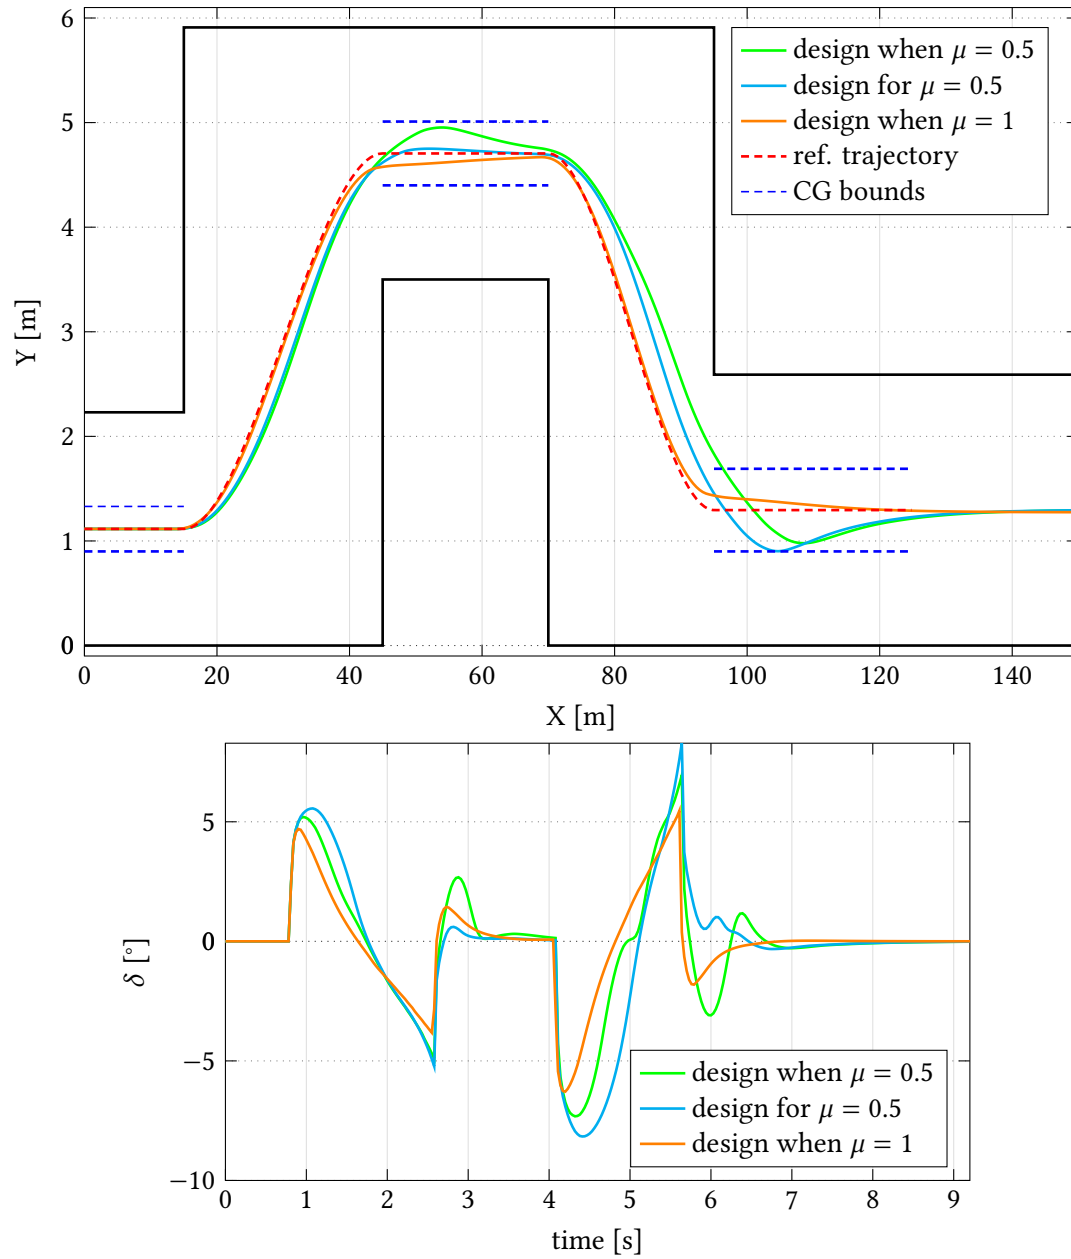 6
5
4
3
2
1
0
Y [m]
design when μ = 0.5
design for μ = 0.5
design when μ = 1
ref. trajectory
CG bounds
0 20 40 60 80 100 120 140
X [m]
5
0
−5
−10
δ [°]
design when μ = 0.5
design for μ = 0.5
design when μ = 1
0 1 2 3 4 5 6 7 8 9
time [s]